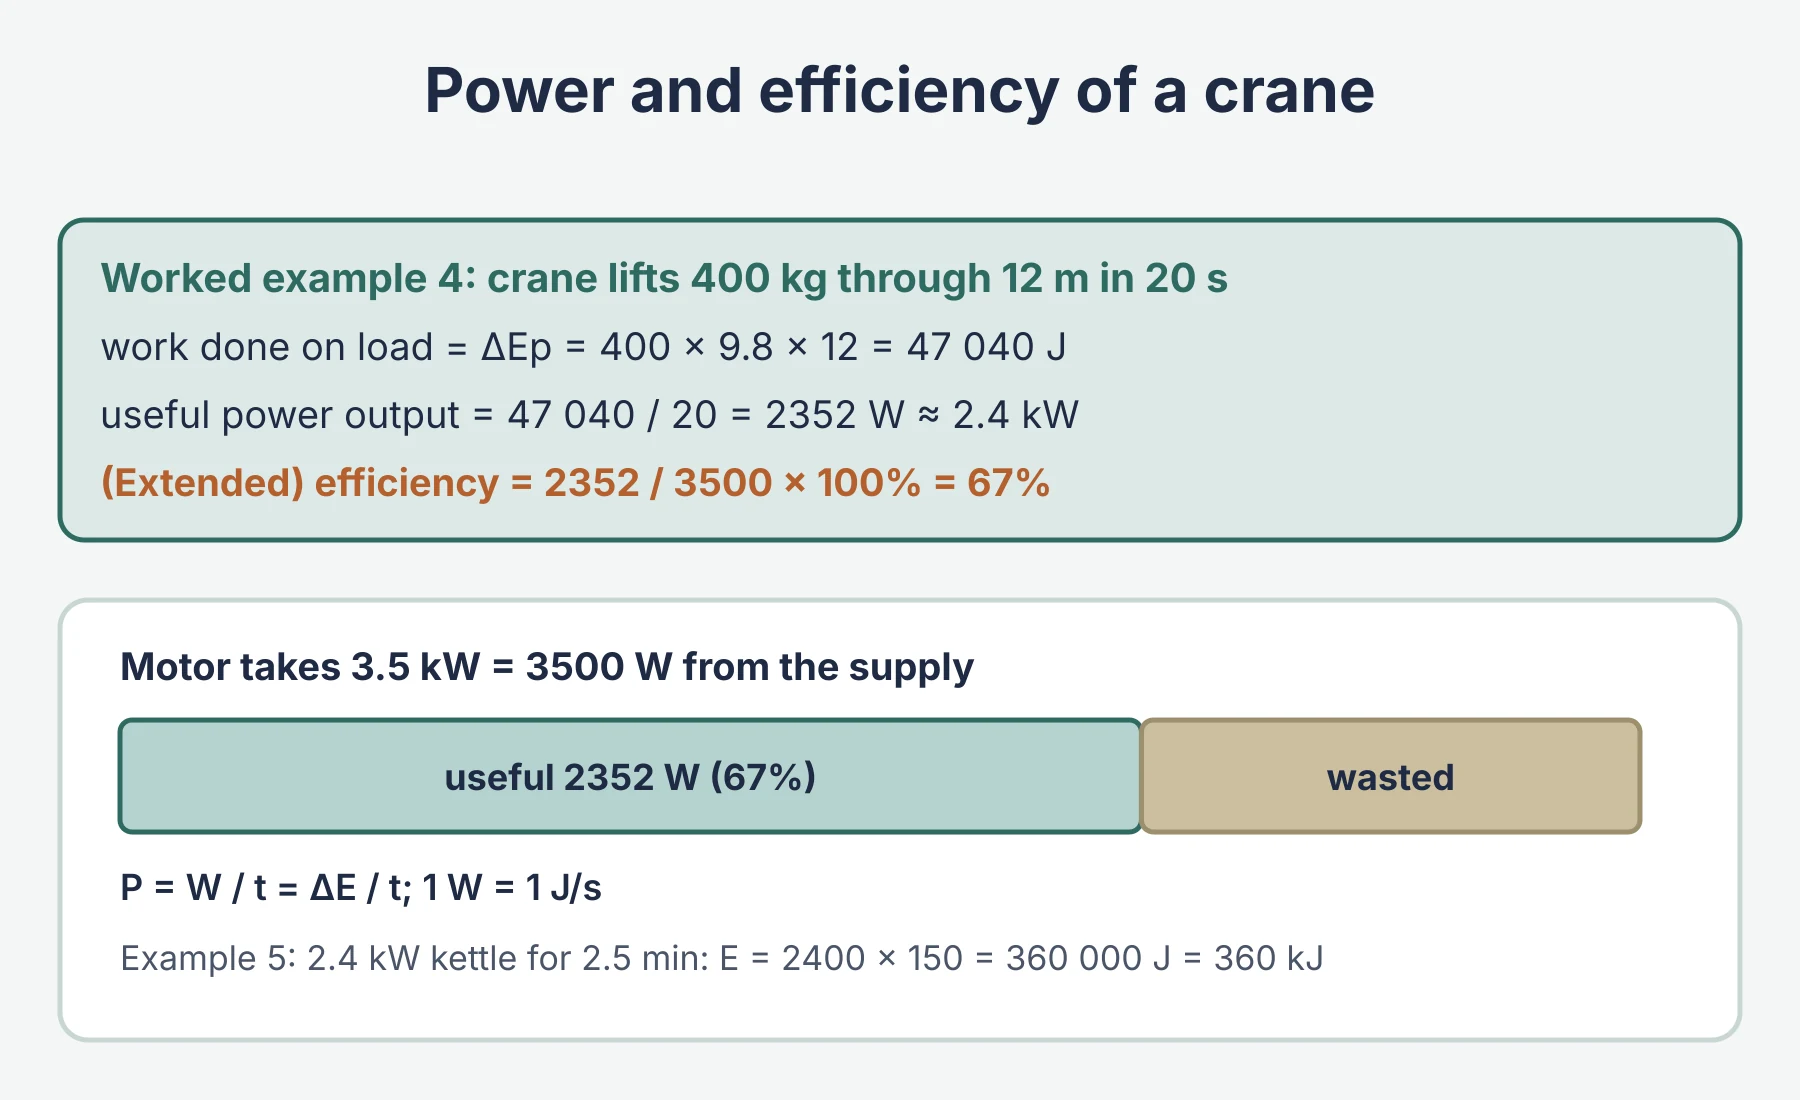 Power and efficiency of a crane
Worked example 4: crane lifts 400 kg through 12 m in 20 s
work done on load = ΔEp = 400 × 9.8 × 12 = 47 040 J
useful power output = 47 040 / 20 = 2352 W ≈ 2.4 kW
(Extended) efficiency = 2352 / 3500 × 100% = 67%
Motor takes 3.5 kW = 3500 W from the supply
useful 2352 W (67%)
wasted
P = W / t = ΔE / t; 1 W = 1 J/s
Example 5: 2.4 kW kettle for 2.5 min: E = 2400 × 150 = 360 000 J = 360 kJ